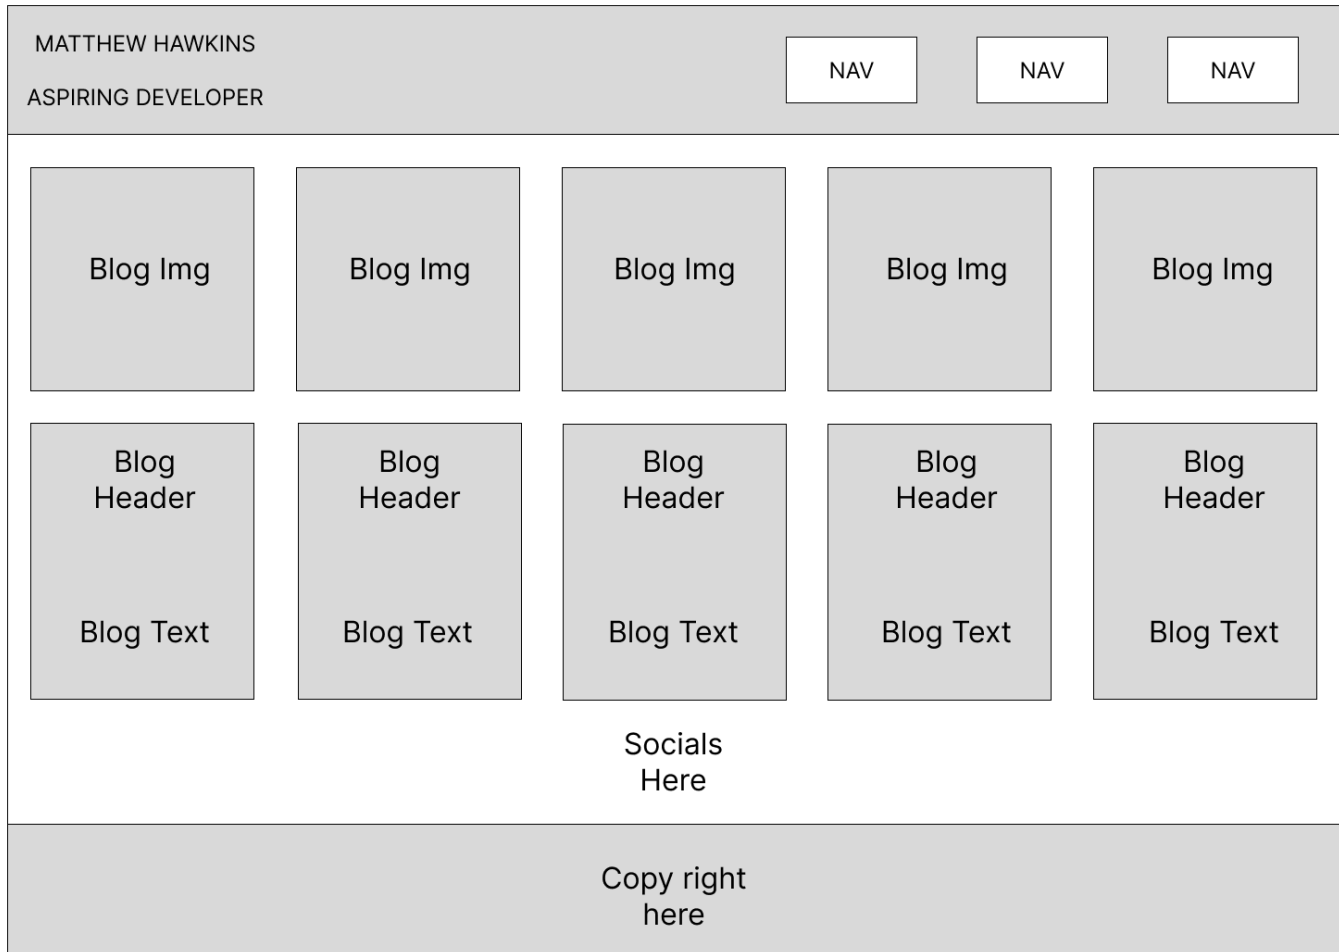 MATTHEW HAWKINS
ASPIRING DEVELOPER
NAV
NAV
NAV
Blog Img
Blog Img
Blog Img
Blog Img
Blog Img
Blog
Header
Blog Text
Blog
Header
Blog Text
Blog
Header
Blog Text
Blog
Header
Blog Text
Blog
Header
Blog Text
Socials
Here
Copy right
here